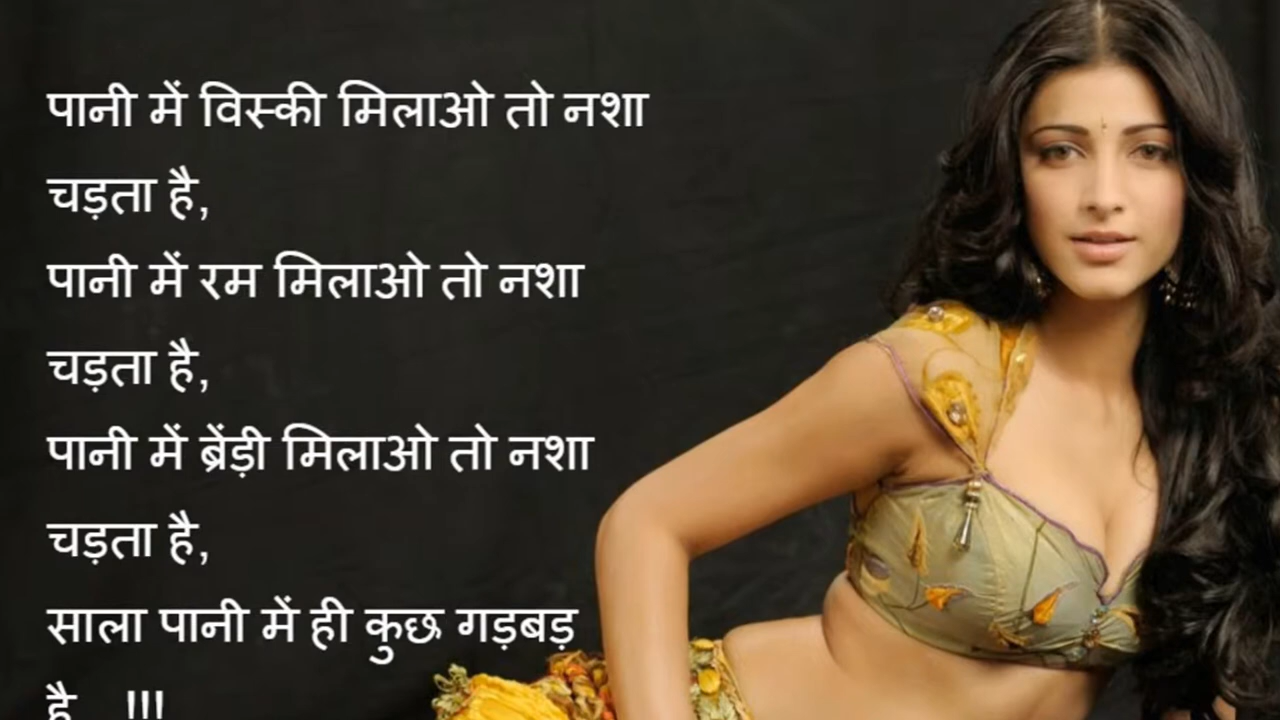 पानी में विस्की मिलाओ तो नशा
चड़ता है,
पानी में रम मिलाओ तो नशा
चड़ता है,
पानी में ब्रेंड़ी मिलाओ तो नशा
चड़ता है,
साला पानी में ही कुछ गड़बड़
है...!!!